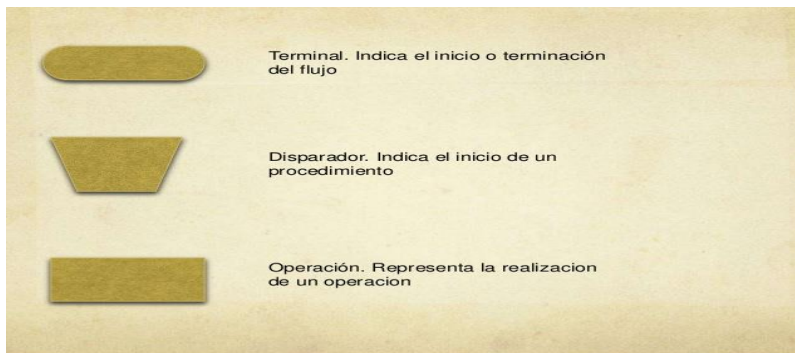 Terminal. Indica el inicio o terminación
del flujo
Disparador. Indica el inicio de un
procedimiento
Operación. Representa la realizacion
de un operacion